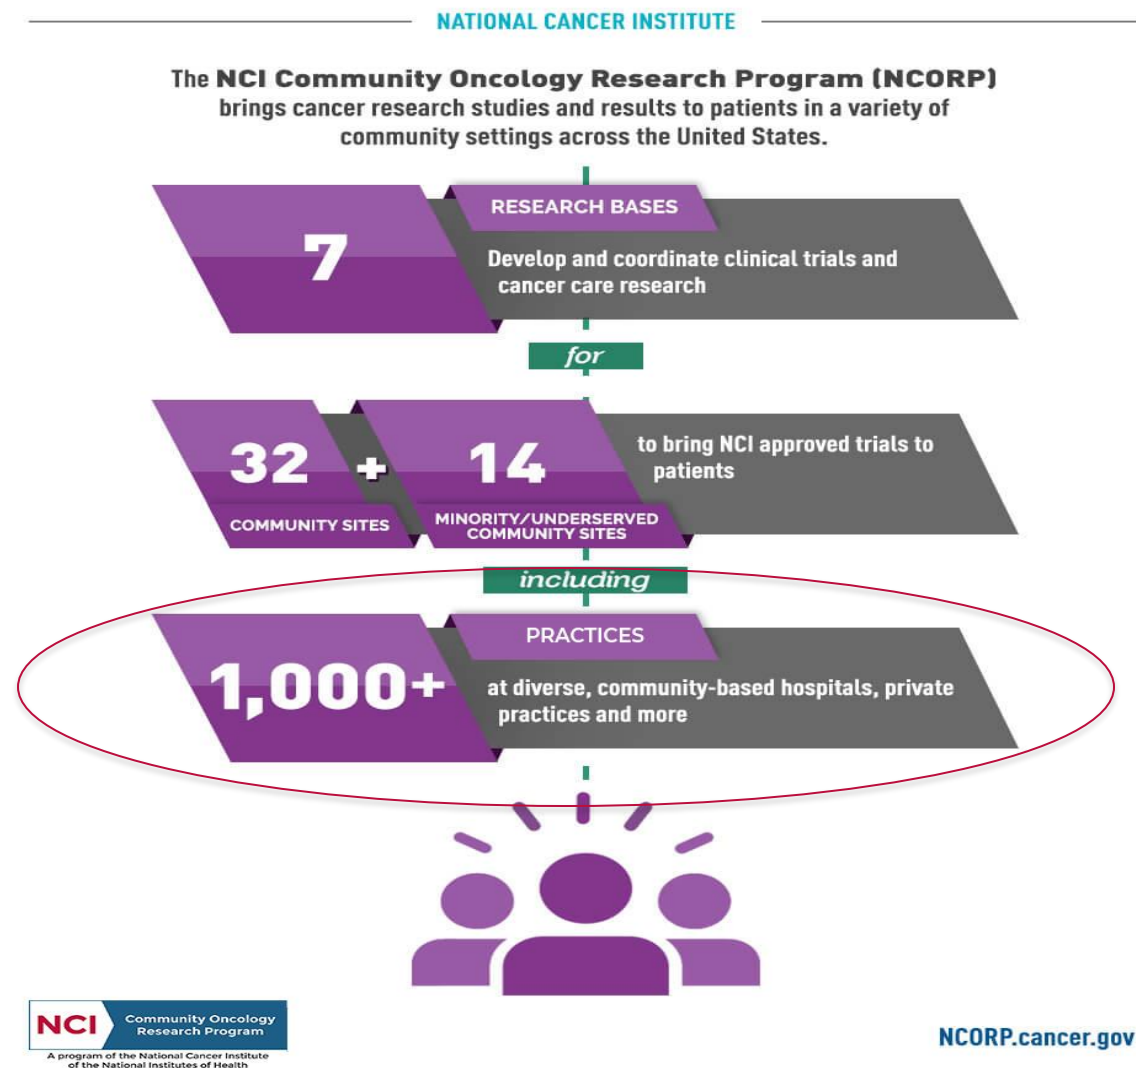 NATIONAL CANCER INSTITUTE
The NCI Community Oncology Research Program (NCORP)
brings cancer research studies and results to patients in a variety of
community settings across the United States.
7
RESEARCH BASES
Develop and coordinate clinical trials and
cancer care research
for
32 + 14
COMMUNITY SITES
MINORITY/UNDERSERVED
COMMUNITY SITES
to bring NCI approved trials to
patients
including
1,000+
PRACTICES
at diverse, community-based hospitals, private
practices and more
NCI
Community Oncology
Research Program
A program of the National Cancer Institute
of the National Institutes of Health
NCORP.cancer.gov